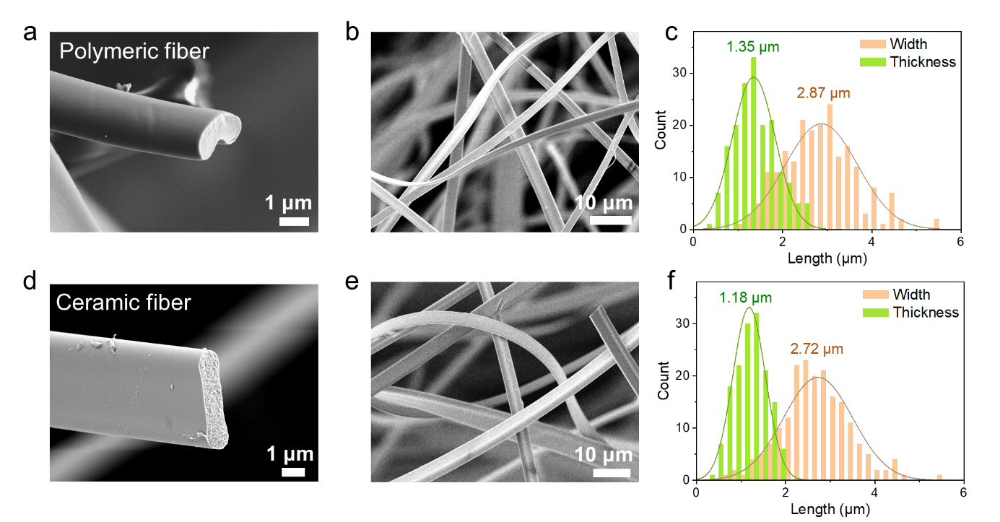 a
Polymeric fiber
1 μm
b
10 μm
c
1.35 μm
2.87 μm
Width
Thickness
Count
30
20
10
0
0 2 4 6
Length (μm)
d
Ceramic fiber
1 μm
e
10 μm
f
1.18 μm
2.72 μm
Width
Thickness
Count
30
20
10
0
0 2 4 6
Length (μm)